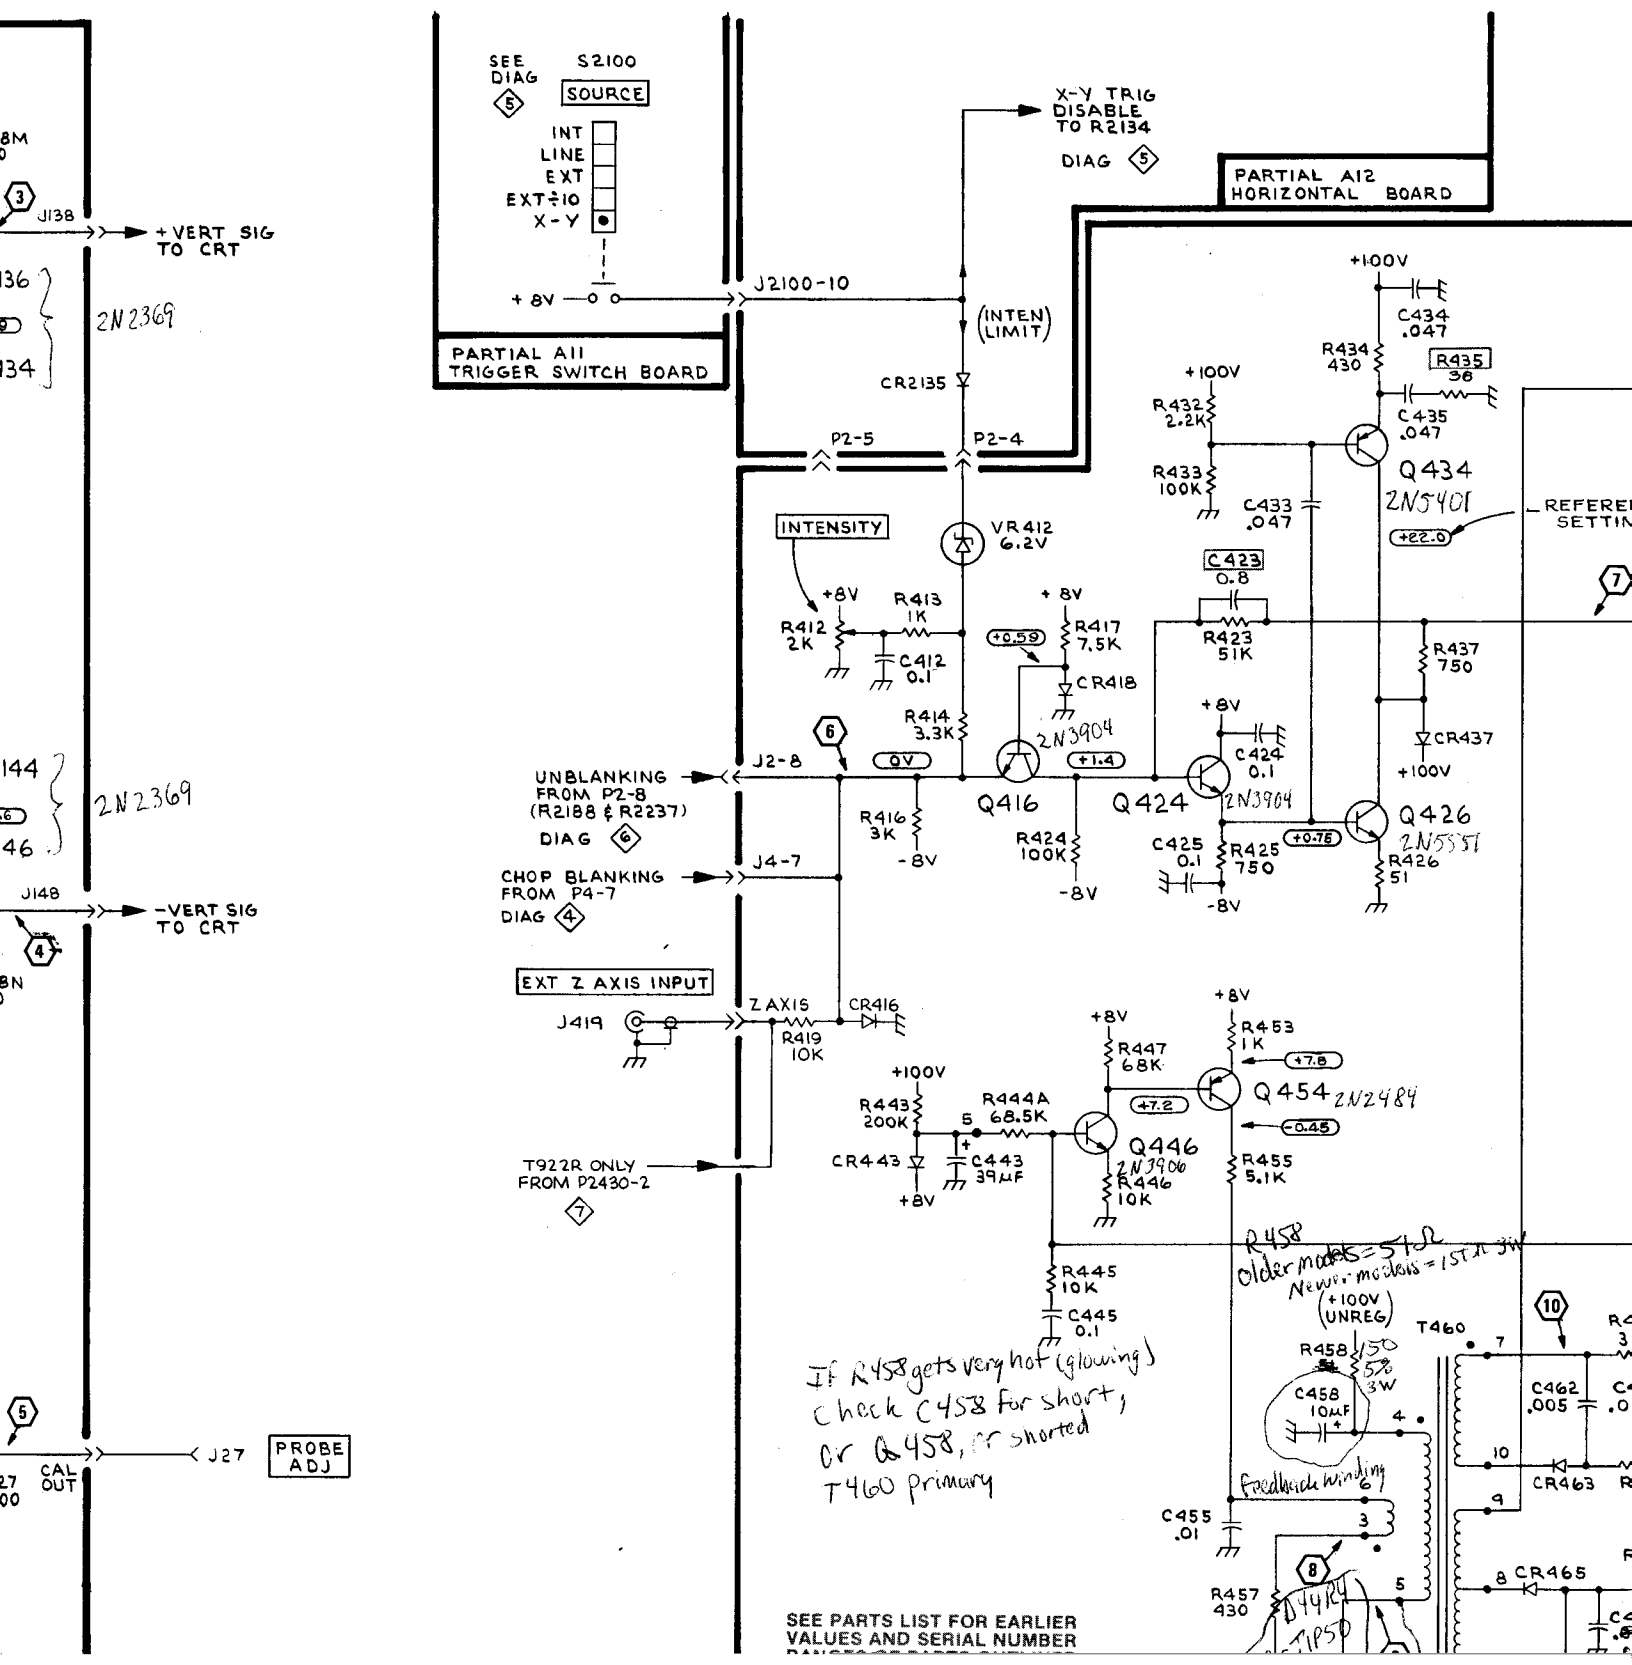 8M
3
J138
+VERT SIG
TO CRT
136
134
2N2369
144
46
2N2369
J148
-VERT SIG
TO CRT
4
BN
5
J27
PROBE
ADJ
CAL
OUT
27
00
SEE
DIAG
5
S2100
SOURCE
INT
LINE
EXT
EXT÷10
X-Y
+8V
PARTIAL A11
TRIGGER SWITCH BOARD
J2100-10
X-Y TRIG
DISABLE
TO R2134
DIAG 5
(INTEN
LIMIT)
CR2135
P2-5
P2-4
PARTIAL A12
HORIZONTAL BOARD
+100V
C434
.047
R434
430
R435
36
C435
.047
+100V
R432
2.2K
R433
100K
C433
.047
Q434
2N5401
+22.0
REFEREN
SETTIN
7
INTENSITY
VR412
6.2V
+8V
R412
2K
R413
1K
C412
0.1
+8V
+0.59
R417
7.5K
CR418
C423
0.8
R423
51K
R437
750
CR437
+100V
R414
3.3K
6
J2-8
0V
2N3904
Q416
+1.4
+8V
C424
0.1
Q424
2N3904
Q426
2N5551
+0.75
R426
51
UNBLANKING
FROM P2-8
(R2188 & R2237)
DIAG 6
R416
3K
-8V
R424
100K
-8V
C425
0.1
R425
750
-8V
CHOP BLANKING
FROM P4-7
DIAG 4
J4-7
EXT Z AXIS INPUT
J419
Z AXIS
R419
10K
CR416
T922R ONLY
FROM P2430-2
7
+100V
R443
200K
CR443
+8V
5
+
C443
39µF
R444A
68.5K
+8V
R447
68K
Q446
2N3906
R446
10K
+7.2
+8V
R453
1K
+7.8
Q454
2N2484
-0.45
R455
5.1K
R445
10K
C445
0.1
R458
older models = 51Ω
Newer models = 151Ω 3W
(+100V
UNREG)
R458
150
5%
3W
C458
10µF
+
4
T460
7
10
10
C462
.005
CR463
9
8
CR465
If R458 gets very hot (glowing)
Check C458 for short,
or Q458, or shorted
T460 primary
Feedback winding
6
3
C455
.01
8
5
R457
430
D44R4
TIP50
SEE PARTS LIST FOR EARLIER
VALUES AND SERIAL NUMBER